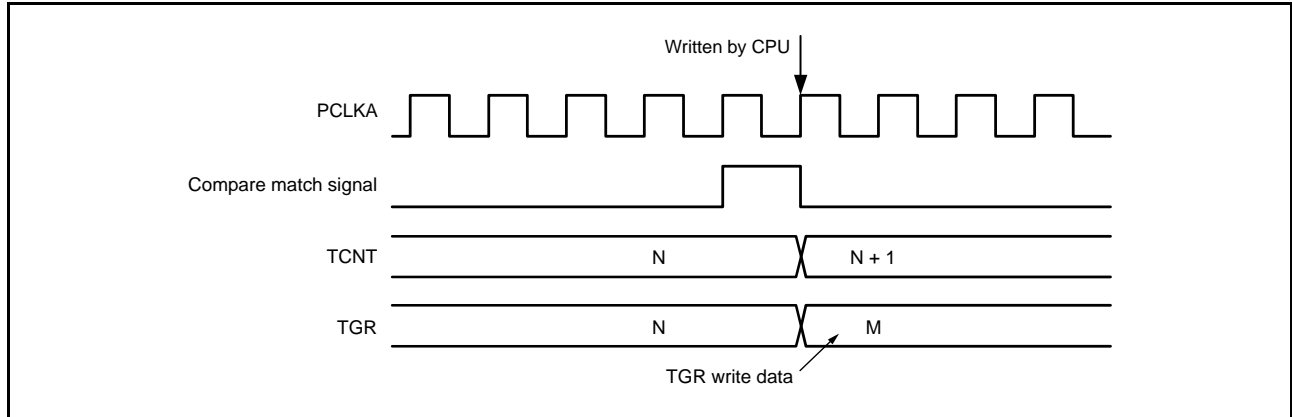 Written by CPU
PCLKA
Compare match signal
TCNT
N
N + 1
TGR
N
M
TGR write data